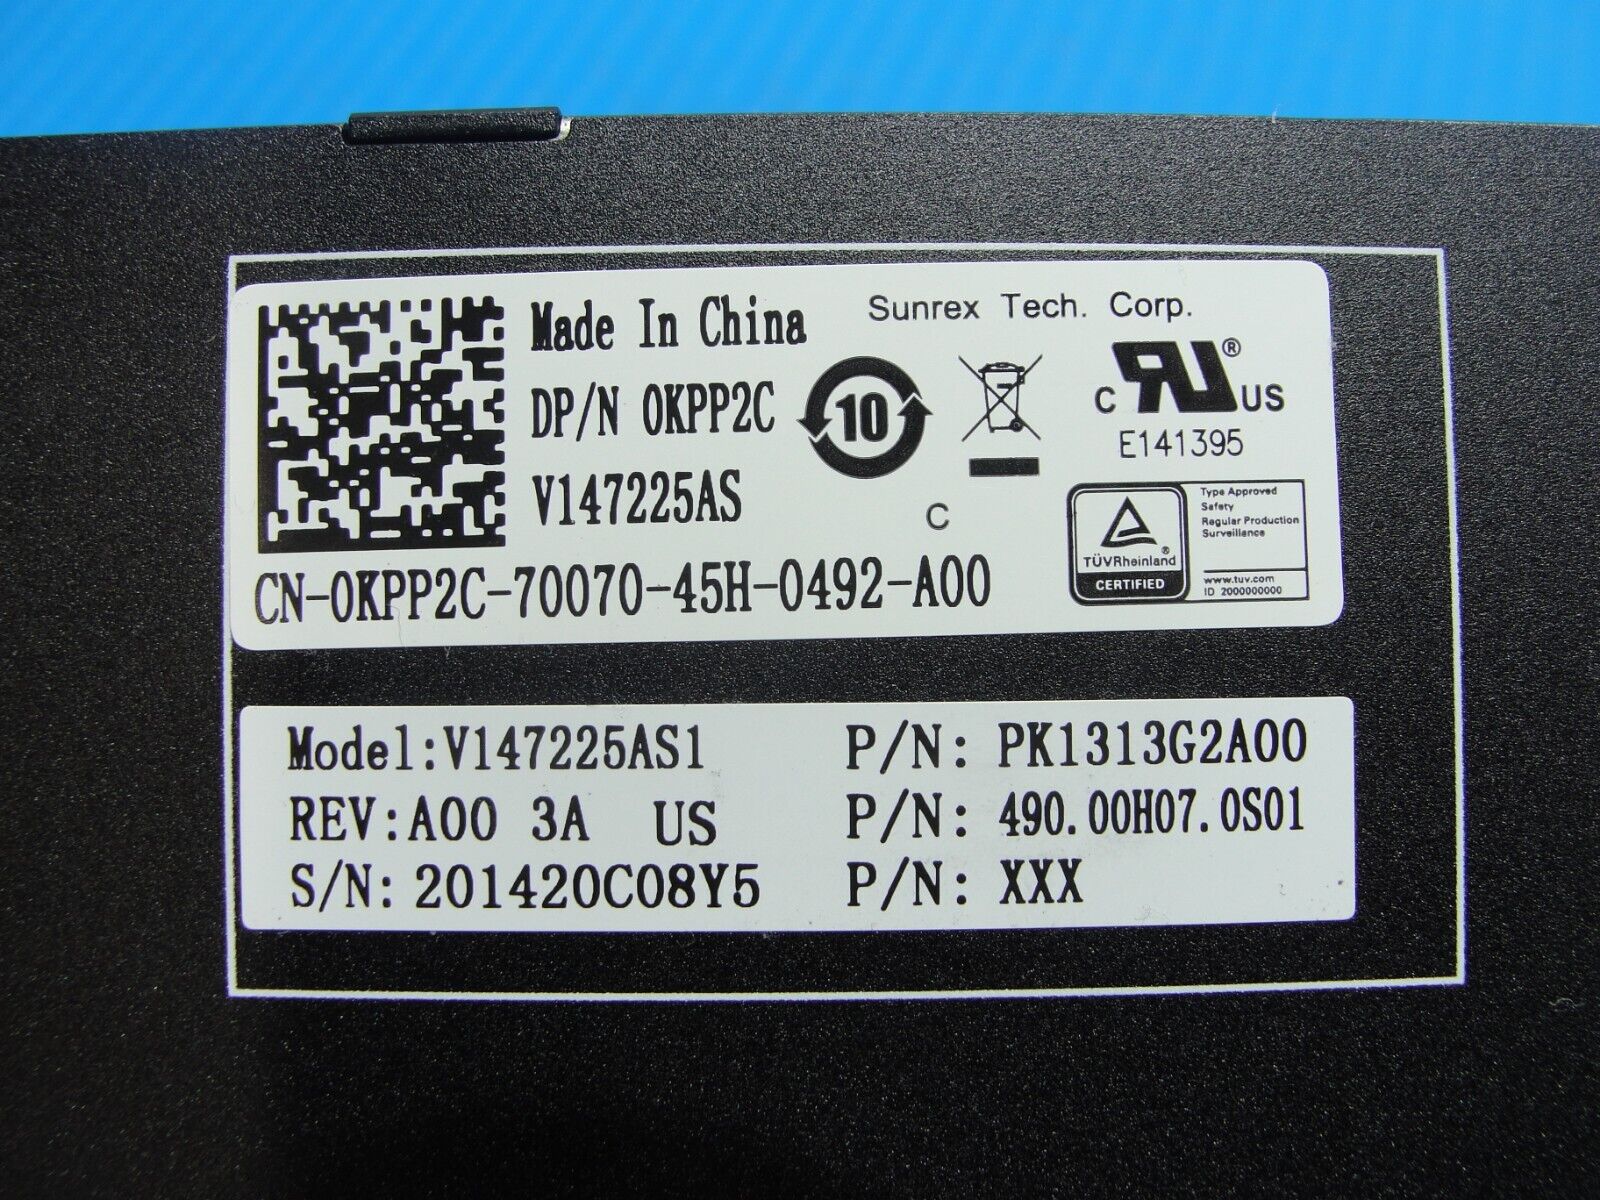 Made In China
Sunrex Tech. Corp.
DP/N 0KPP2C
10
c RU ® US
E141395
V147225AS
C
CN-0KPP2C-70070-45H-0492-A00
TÜVRheinland®
CERTIFIED
Type Approved
Safety
Regular Production
Surveillance
www.tuv.com
ID 2000000000
Model:V147225AS1 P/N: PK1313G2A00
REV:A00 3A US P/N: 490.00H07.0S01
S/N: 201420C08Y5 P/N: XXX